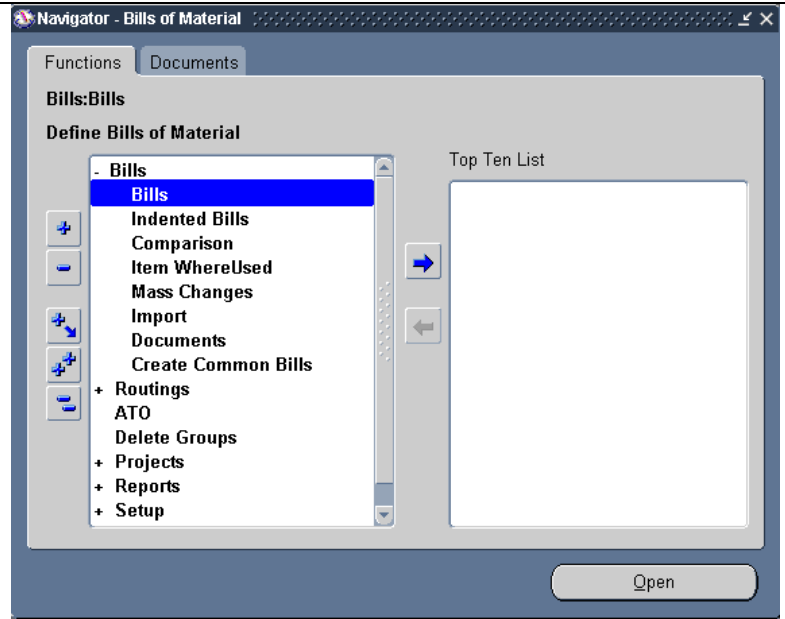 Navigator - Bills of Material
Functions Documents
Bills:Bills
Define Bills of Material
Top Ten List
- Bills
Bills
Indented Bills
Comparison
Item WhereUsed
Mass Changes
Import
Documents
Create Common Bills
+ Routings
ATO
Delete Groups
+ Projects
+ Reports
+ Setup
Open